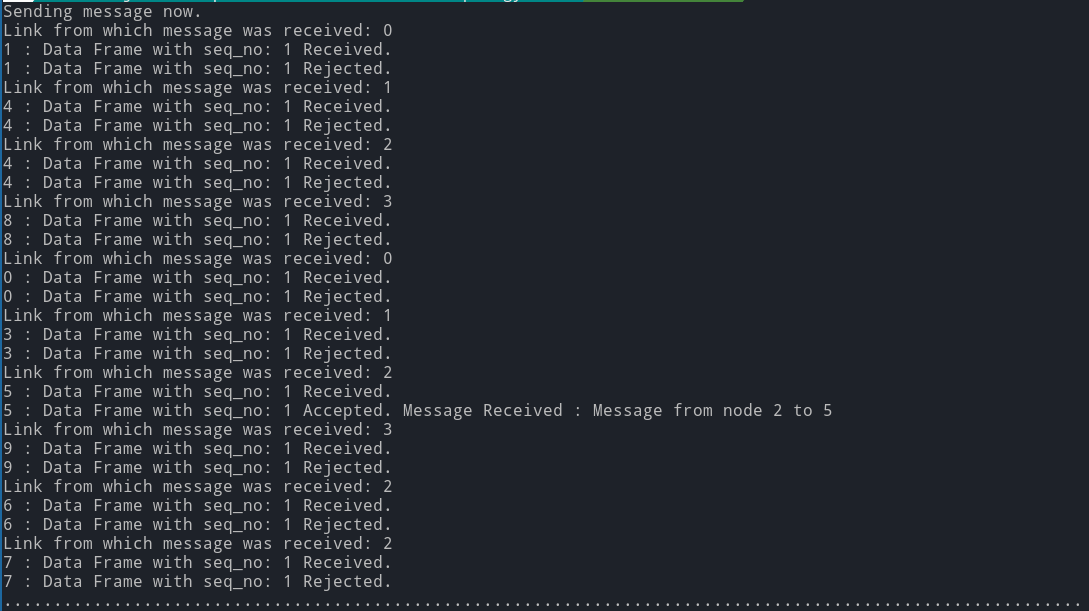 Sending message now.
Link from which message was received: 0
1 : Data Frame with seq_no: 1 Received.
1 : Data Frame with seq_no: 1 Rejected.
Link from which message was received: 1
4 : Data Frame with seq_no: 1 Received.
4 : Data Frame with seq_no: 1 Rejected.
Link from which message was received: 2
4 : Data Frame with seq_no: 1 Received.
4 : Data Frame with seq_no: 1 Rejected.
Link from which message was received: 3
8 : Data Frame with seq_no: 1 Received.
8 : Data Frame with seq_no: 1 Rejected.
Link from which message was received: 0
0 : Data Frame with seq_no: 1 Received.
0 : Data Frame with seq_no: 1 Rejected.
Link from which message was received: 1
3 : Data Frame with seq_no: 1 Received.
3 : Data Frame with seq_no: 1 Rejected.
Link from which message was received: 2
5 : Data Frame with seq_no: 1 Received.
5 : Data Frame with seq_no: 1 Accepted. Message Received : Message from node 2 to 5
Link from which message was received: 3
9 : Data Frame with seq_no: 1 Received.
9 : Data Frame with seq_no: 1 Rejected.
Link from which message was received: 2
6 : Data Frame with seq_no: 1 Received.
6 : Data Frame with seq_no: 1 Rejected.
Link from which message was received: 2
7 : Data Frame with seq_no: 1 Received.
7 : Data Frame with seq_no: 1 Rejected.
............................................................................................................